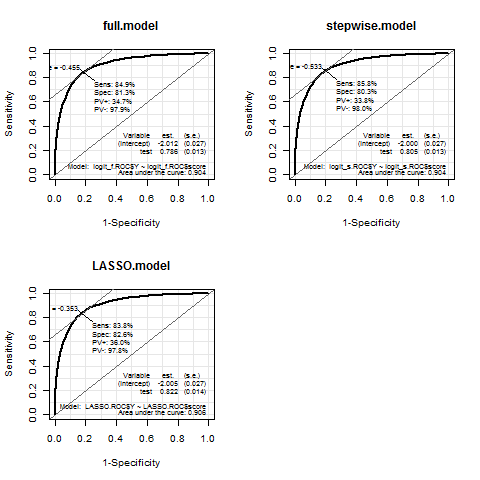 full.model
Sensitivity
0.0 0.2 0.4 0.6 0.8 1.0
e = -0.455
Sens: 84.9%
Spec: 81.3%
PV+: 34.7%
PV-: 97.9%
Variable est. (s.e.)
(Intercept) -2.012 (0.027)
test 0.786 (0.013)
Model: logit_f.ROC$Y ~ logit_f.ROC$score
Area under the curve: 0.904
0.0 0.2 0.4 0.6 0.8 1.0
1-Specificity
stepwise.model
Sensitivity
0.0 0.2 0.4 0.6 0.8 1.0
e = -0.533
Sens: 85.8%
Spec: 80.3%
PV+: 33.8%
PV-: 98.0%
Variable est. (s.e.)
(Intercept) -2.000 (0.027)
test 0.805 (0.013)
Model: logit_s.ROC$Y ~ logit_s.ROC$score
Area under the curve: 0.904
0.0 0.2 0.4 0.6 0.8 1.0
1-Specificity
LASSO.model
Sensitivity
0.0 0.2 0.4 0.6 0.8 1.0
= -0.353
Sens: 83.8%
Spec: 82.6%
PV+: 36.0%
PV-: 97.8%
Variable est. (s.e.)
(Intercept) -2.005 (0.027)
test 0.822 (0.014)
Model: LASSO.ROC$Y ~ LASSO.ROC$score
Area under the curve: 0.906
0.0 0.2 0.4 0.6 0.8 1.0
1-Specificity